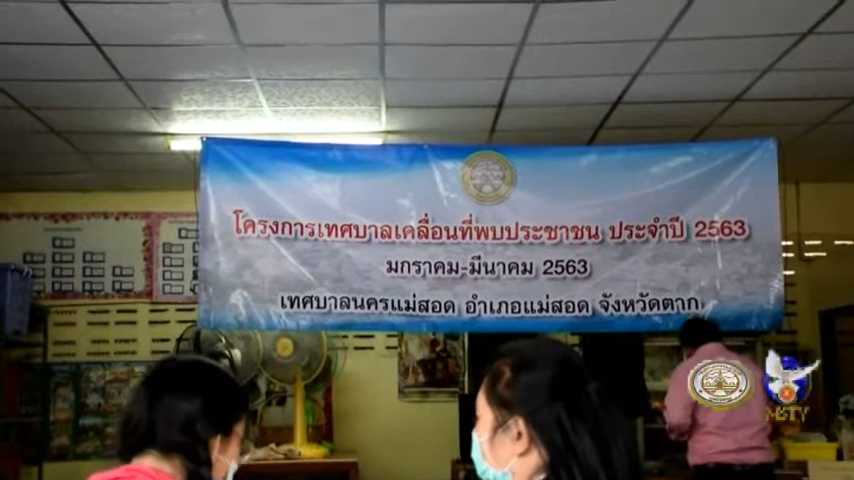 โครงการเทศบาลเคลื่อนที่พบประชาชน ประจำปี 2563
มกราคม-มีนาคม 2563
เทศบาลนครแม่สอด อำเภอแม่สอด จังหวัดตาก